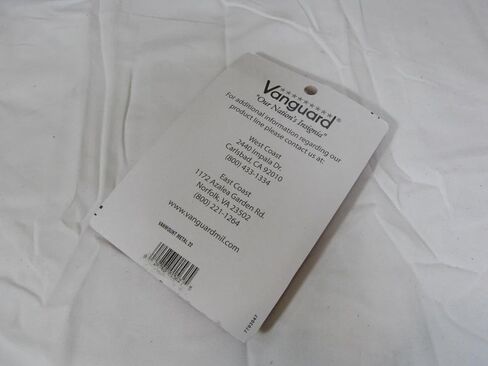 Vanguard®
"Our Nation's Insignia"
For additional information regarding our
product line please contact us at:
West Coast
2440 Impala Dr.
Carlsbad, CA 92010
(800) 433-1334
East Coast
1172 Azalea Garden Rd.
Norfolk, VA 23502
(800) 221-1264
www.vanguardmil.com
7703047